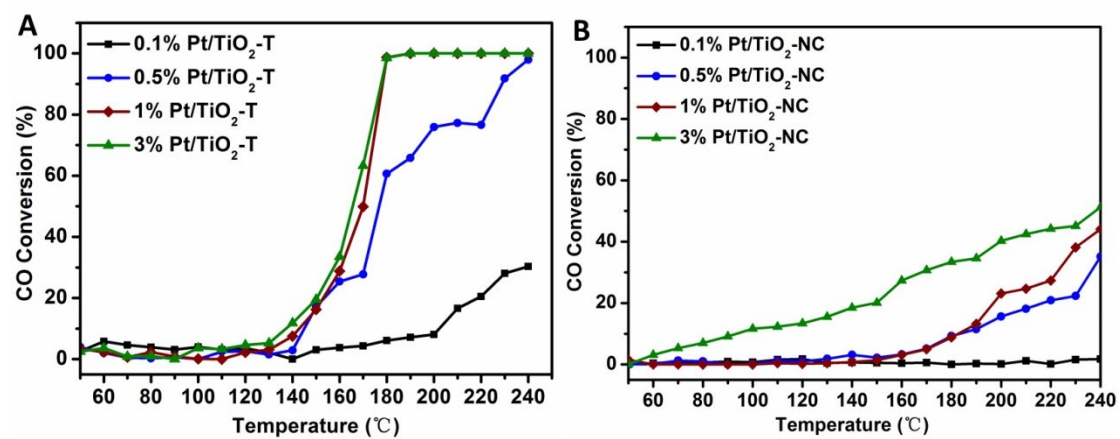 A
0.1% Pt/TiO₂-T
0.5% Pt/TiO₂-T
1% Pt/TiO₂-T
3% Pt/TiO₂-T
CO Conversion (%)
100
80
60
40
20
0
60 80 100 120 140 160 180 200 220 240
Temperature (℃)
B
0.1% Pt/TiO₂-NC
0.5% Pt/TiO₂-NC
1% Pt/TiO₂-NC
3% Pt/TiO₂-NC
CO Conversion (%)
100
80
60
40
20
0
60 80 100 120 140 160 180 200 220 240
Temperature (℃)